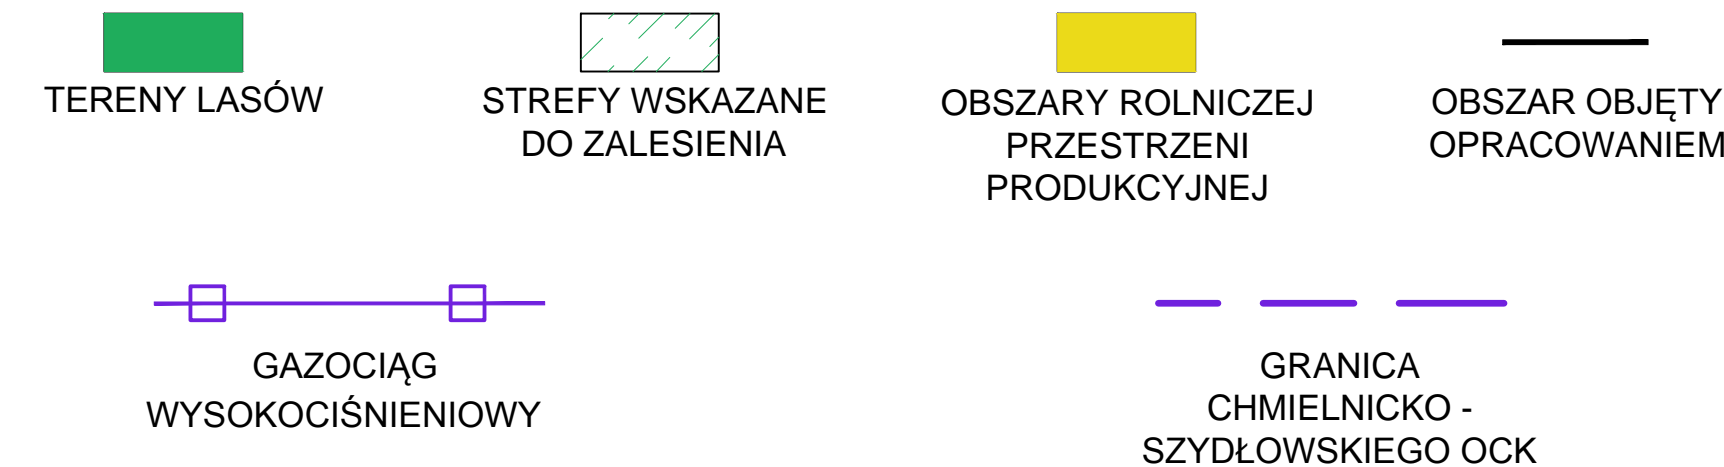 TERENY LASÓW
STREFY WSKAZANE
DO ZALESIENIA
OBSZARY ROLNICZEJ
PRZESTRZENI
PRODUKCYJNEJ
OBSZAR OBJĘTY
OPRACOWANIEM
GAZOCIĄG
WYSOKOCIŚNIENIOWY
GRANICA
CHMIELNICKO -
SZYDŁOWSKIEGO OCK